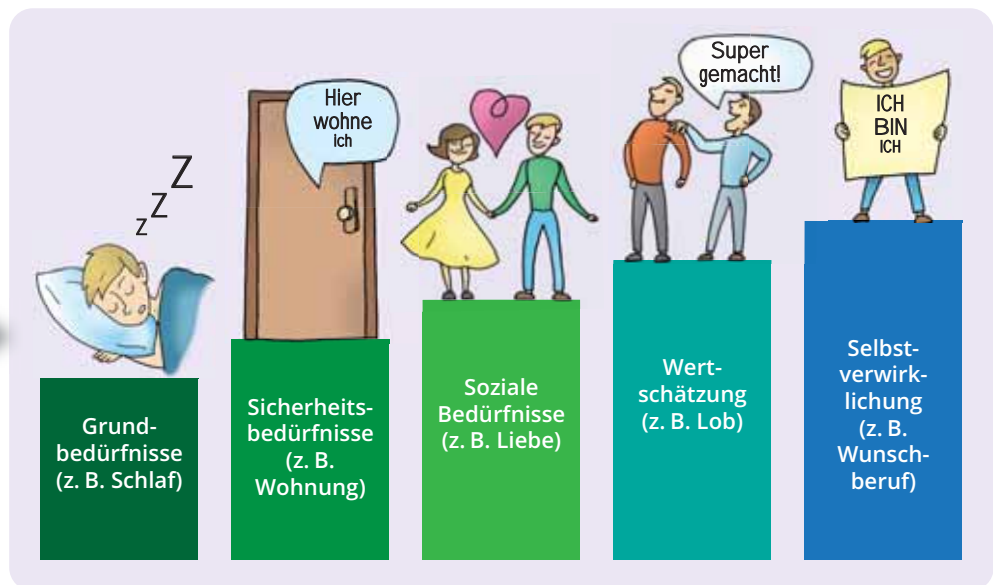 Z
Z
Z
Hier
wohne
ich
Super
gemacht!
ICH
BIN
ICH
Grund-
bedürfnisse
(z. B. Schlaf)
Sicherheits-
bedürfnisse
(z. B.
Wohnung)
Soziale
Bedürfnisse
(z. B. Liebe)
Wert-
schätzung
(z. B. Lob)
Selbst-
verwirk-
lichung
(z. B.
Wunsch-
beruf)